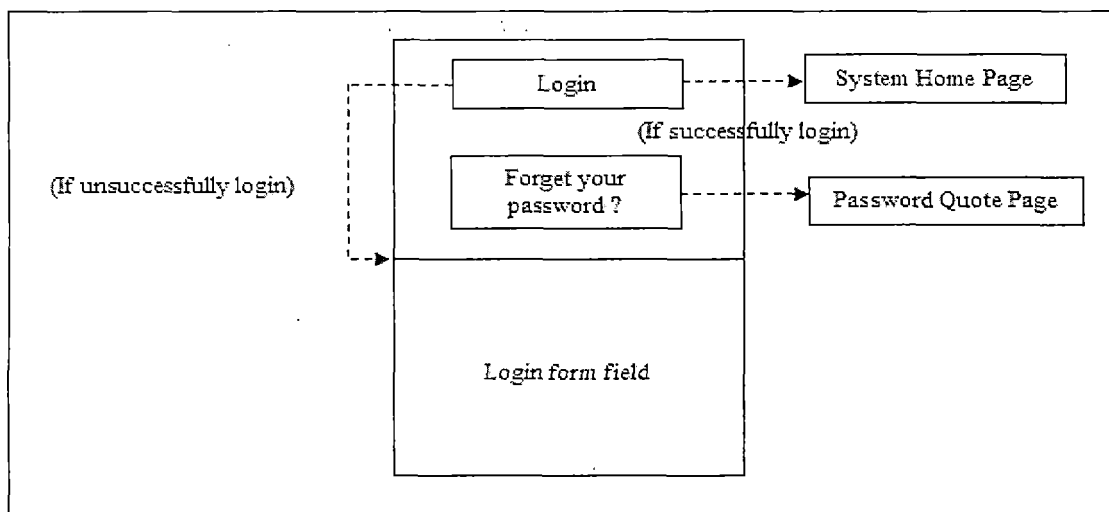 Login
System Home Page
(If successfully login)
(If unsuccessfully login)
Forget your
password ?
Password Quote Page
Login form field